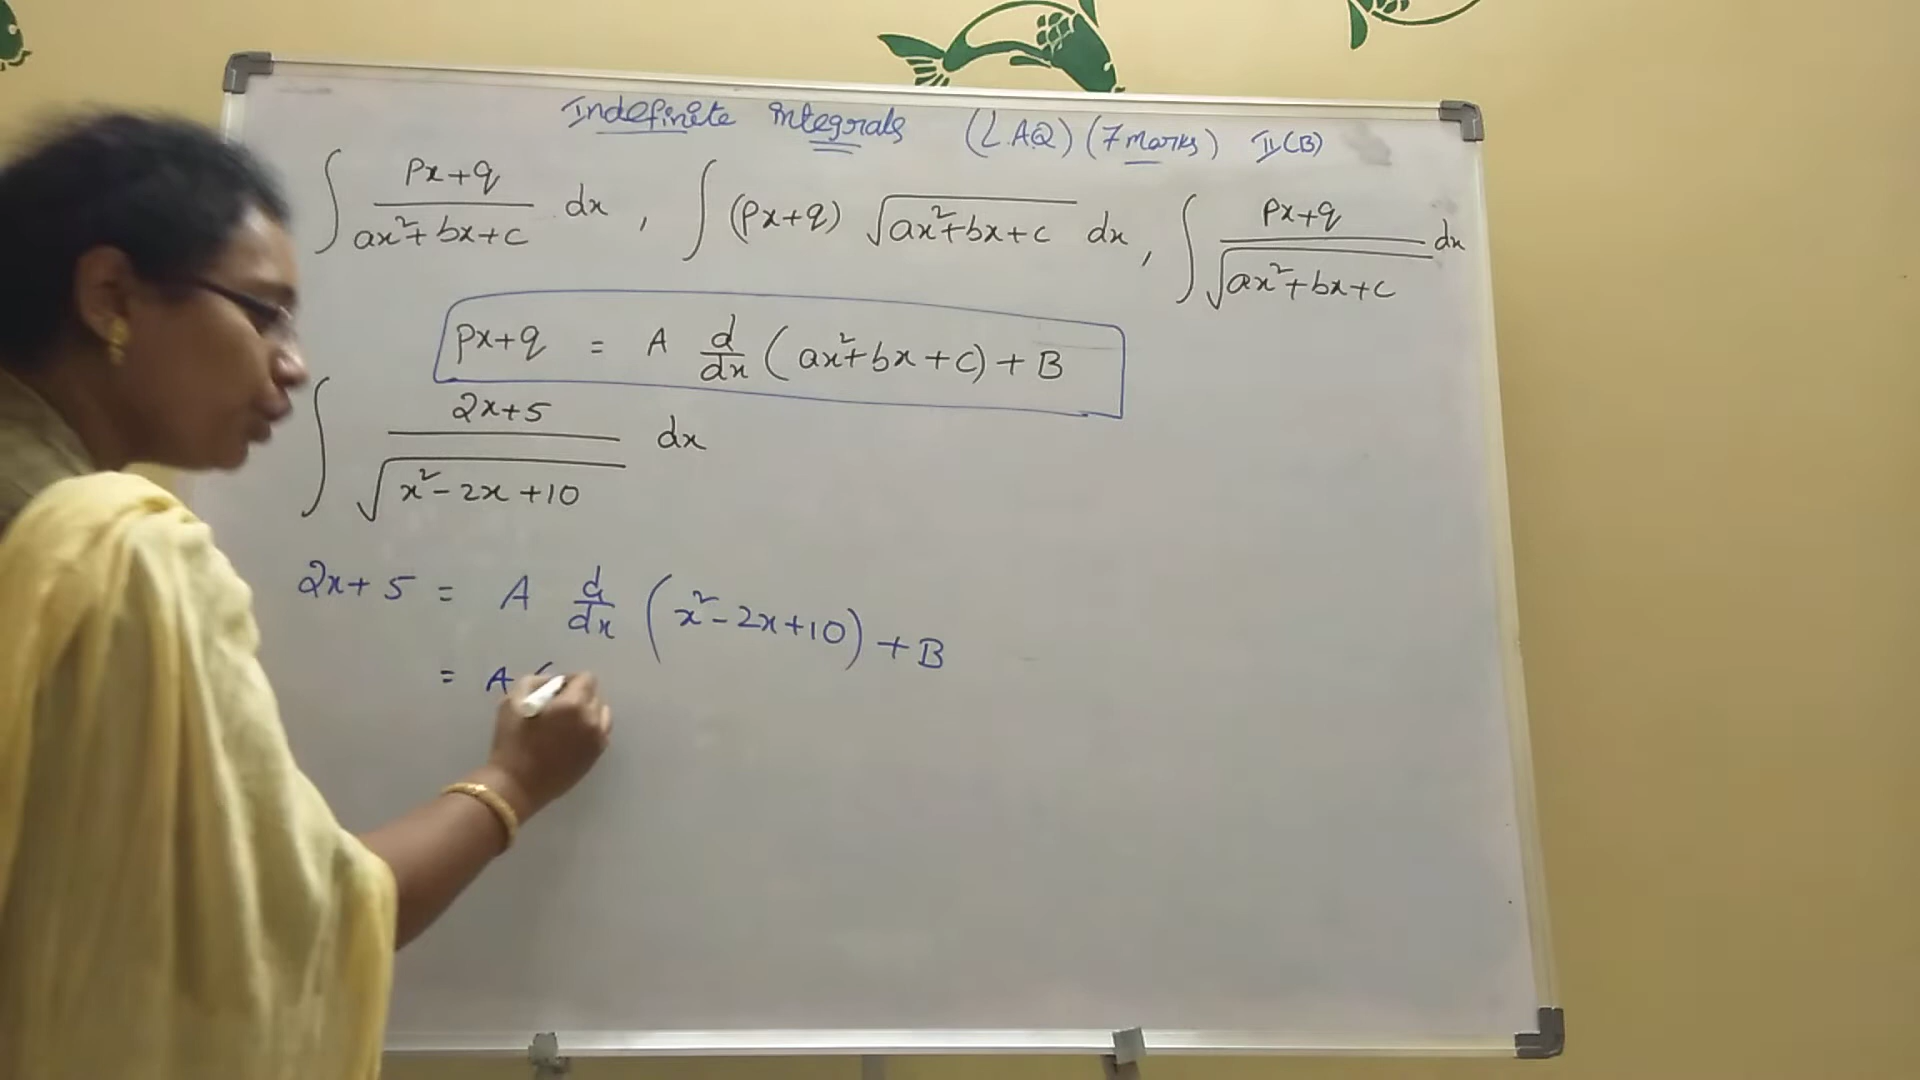 Indefinite integrals (LAQ) (7 marks) II(B)
∫ px+q / ax²+bx+c dx , ∫ (px+q) √ax²+bx+c dx , ∫ px+q / √ax²+bx+c dx
px+q = A d/dx (ax²+bx+c) + B
∫ 2x+5 / √x²-2x+10 dx
2x+5 = A d/dx (x²-2x+10) + B
= A (